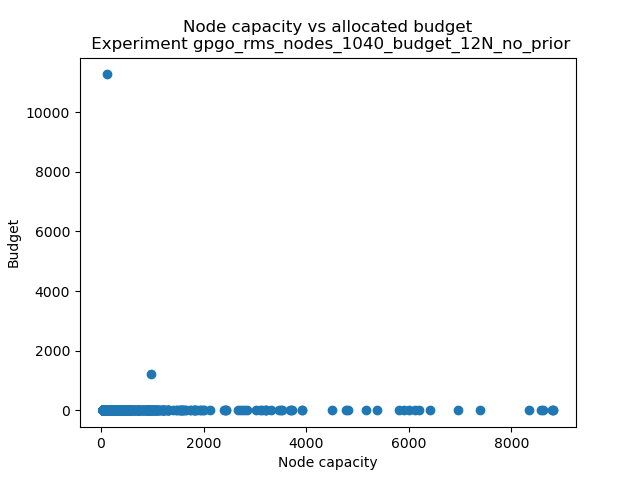 Node capacity vs allocated budget
Experiment gpgo_rms_nodes_1040_budget_12N_no_prior
10000
8000
6000
4000
2000
0
Budget
0 2000 4000 6000 8000
Node capacity